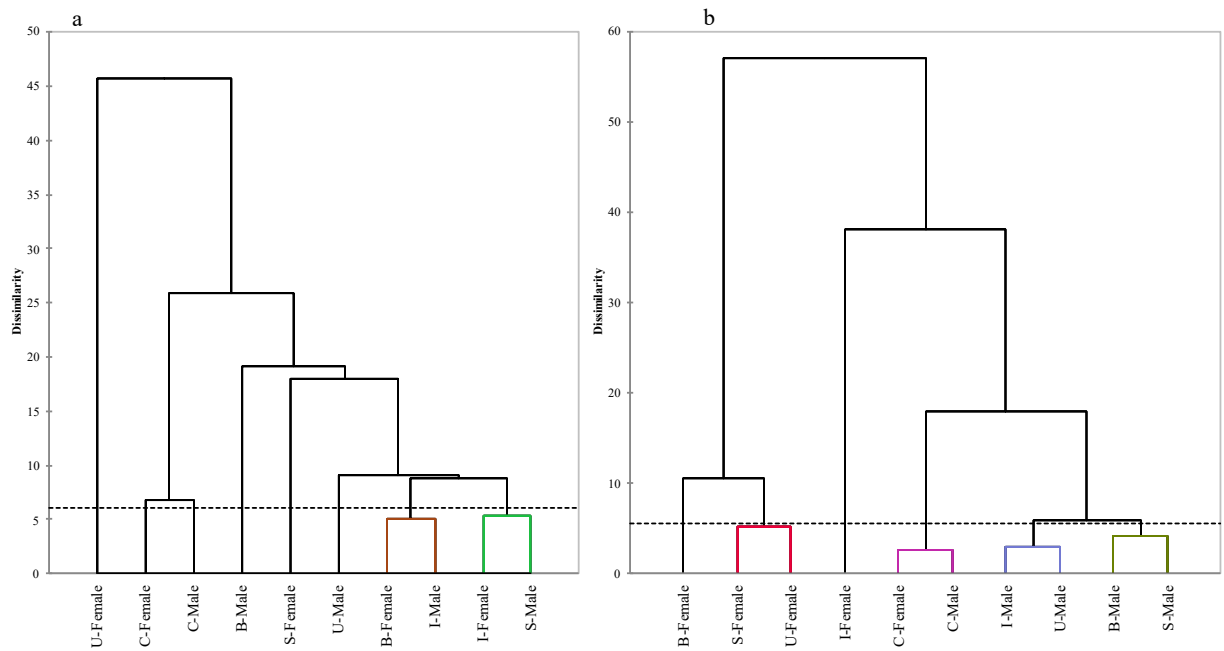 a
50
45
40
35
30
25
20
15
10
5
0
Dissimilarity
U-Female
C-Female
C-Male
B-Male
S-Female
U-Male
B-Female
I-Male
I-Female
S-Male
b
60
50
40
30
20
10
0
Dissimilarity
B-Female
S-Female
U-Female
I-Female
C-Female
C-Male
I-Male
U-Male
B-Male
S-Male